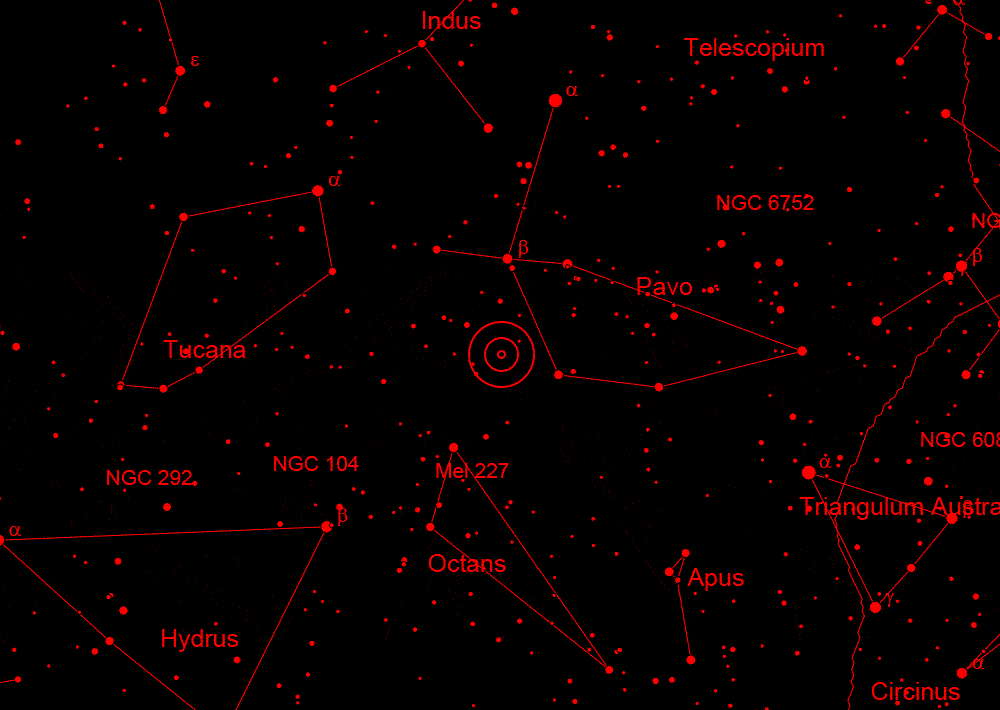 α
Indus
Telescopium
ε
α
α
NGC 6752
NG
β
β
Pavo
Tucana
NGC 608
NGC 104
α
Mel 227
NGC 292
Triangulum Austra
β
β
α
Octans
Apus
γ
Hydrus
α
Circinus